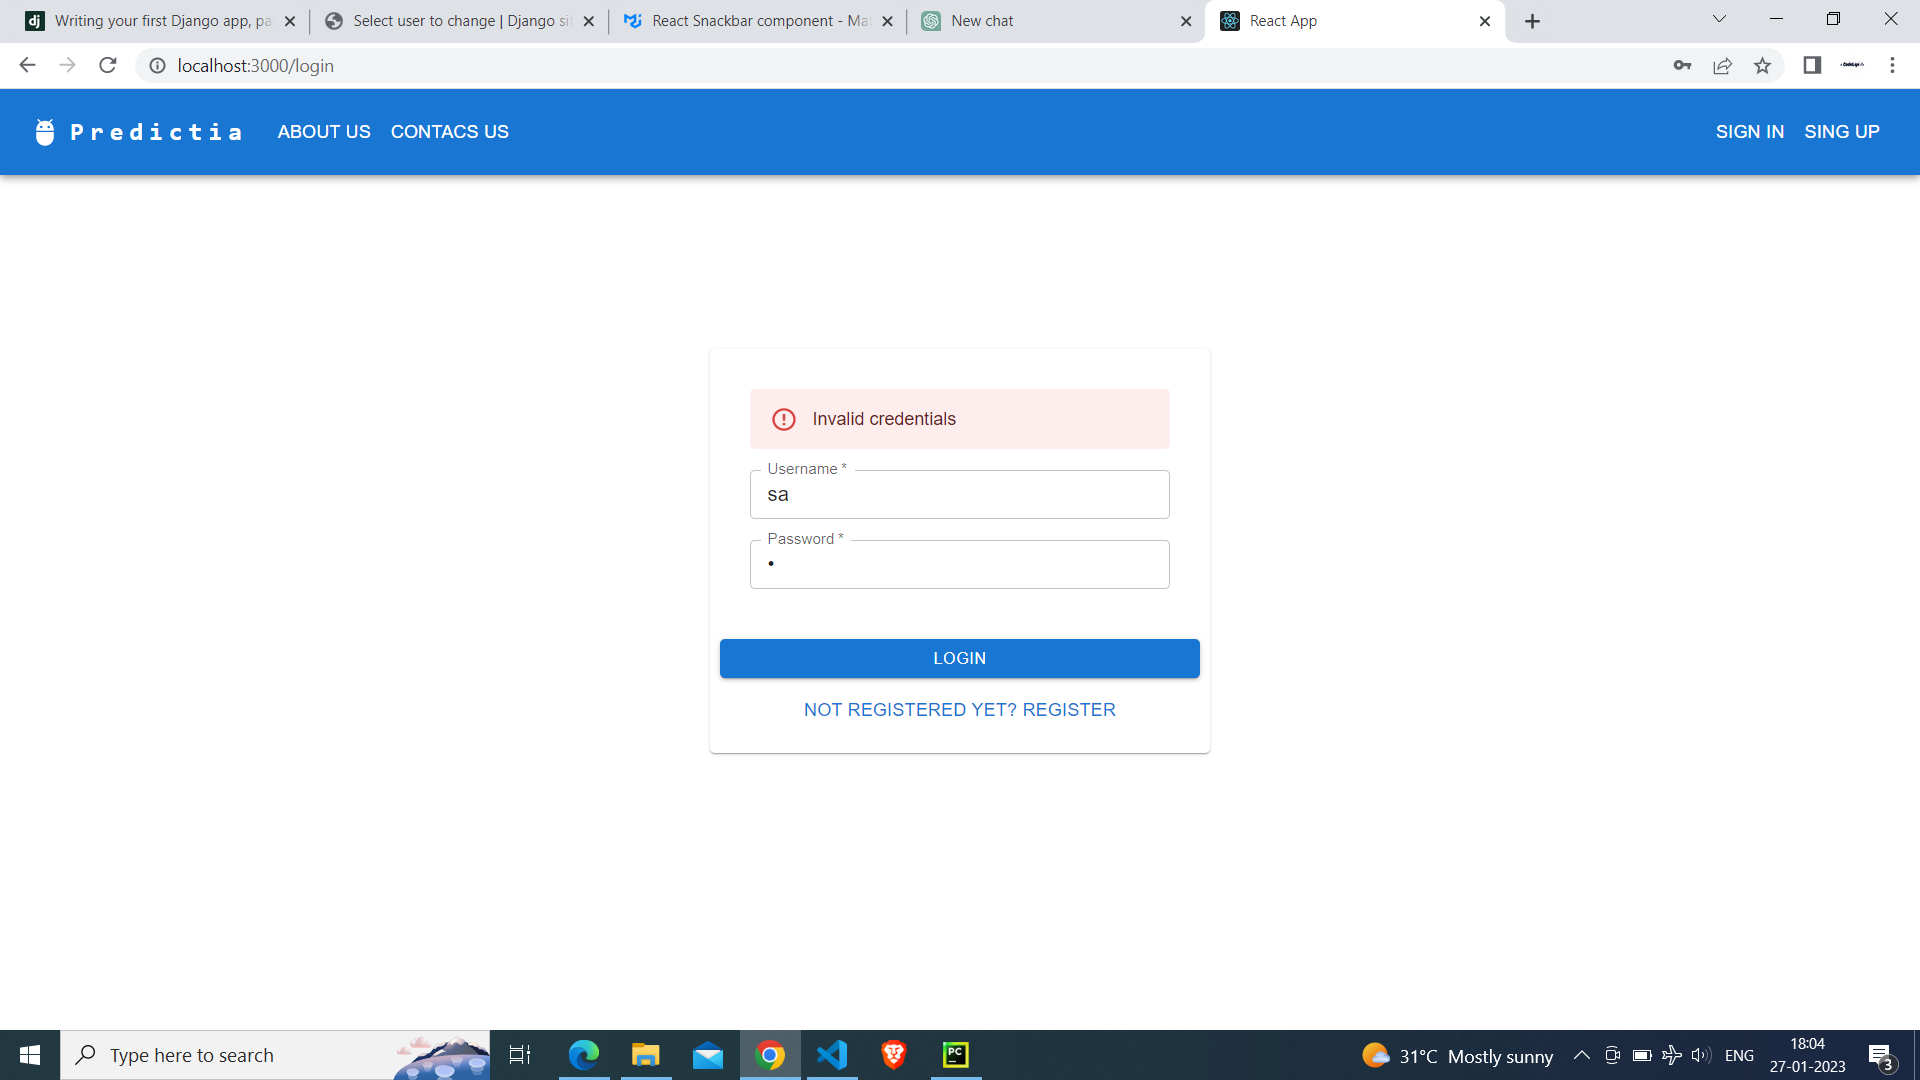 Writing your first Django app, pa
Select user to change | Django si
React Snackbar component - Ma
New chat
React App
localhost:3000/login
Predictia
ABOUT US
CONTACS US
SIGN IN
SING UP
Invalid credentials
Username *
sa
Password *
•
LOGIN
NOT REGISTERED YET? REGISTER
Type here to search
31°C Mostly sunny
ENG
18:04
27-01-2023
3